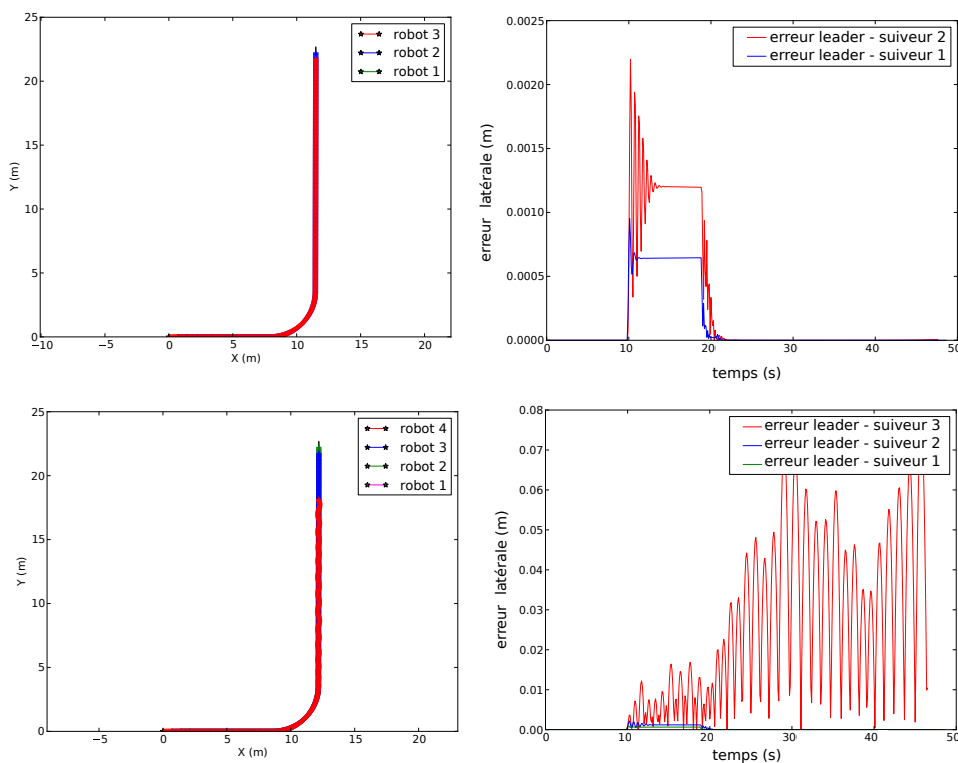 25
20
15
10
5
0
Y (m)
−10
−5
0
5
10
15
20
X (m)
robot 3
robot 2
robot 1
0.0025
0.0020
0.0015
0.0010
0.0005
0.0000
erreur latérale (m)
0
10
20
30
40
50
temps (s)
erreur leader - suiveur 2
erreur leader - suiveur 1
25
20
15
10
5
0
Y (m)
−5
0
5
10
15
20
X (m)
robot 4
robot 3
robot 2
robot 1
0.08
0.07
0.06
0.05
0.04
0.03
0.02
0.01
0.00
erreur latérale (m)
0
10
20
30
40
50
temps (s)
erreur leader - suiveur 3
erreur leader - suiveur 2
erreur leader - suiveur 1